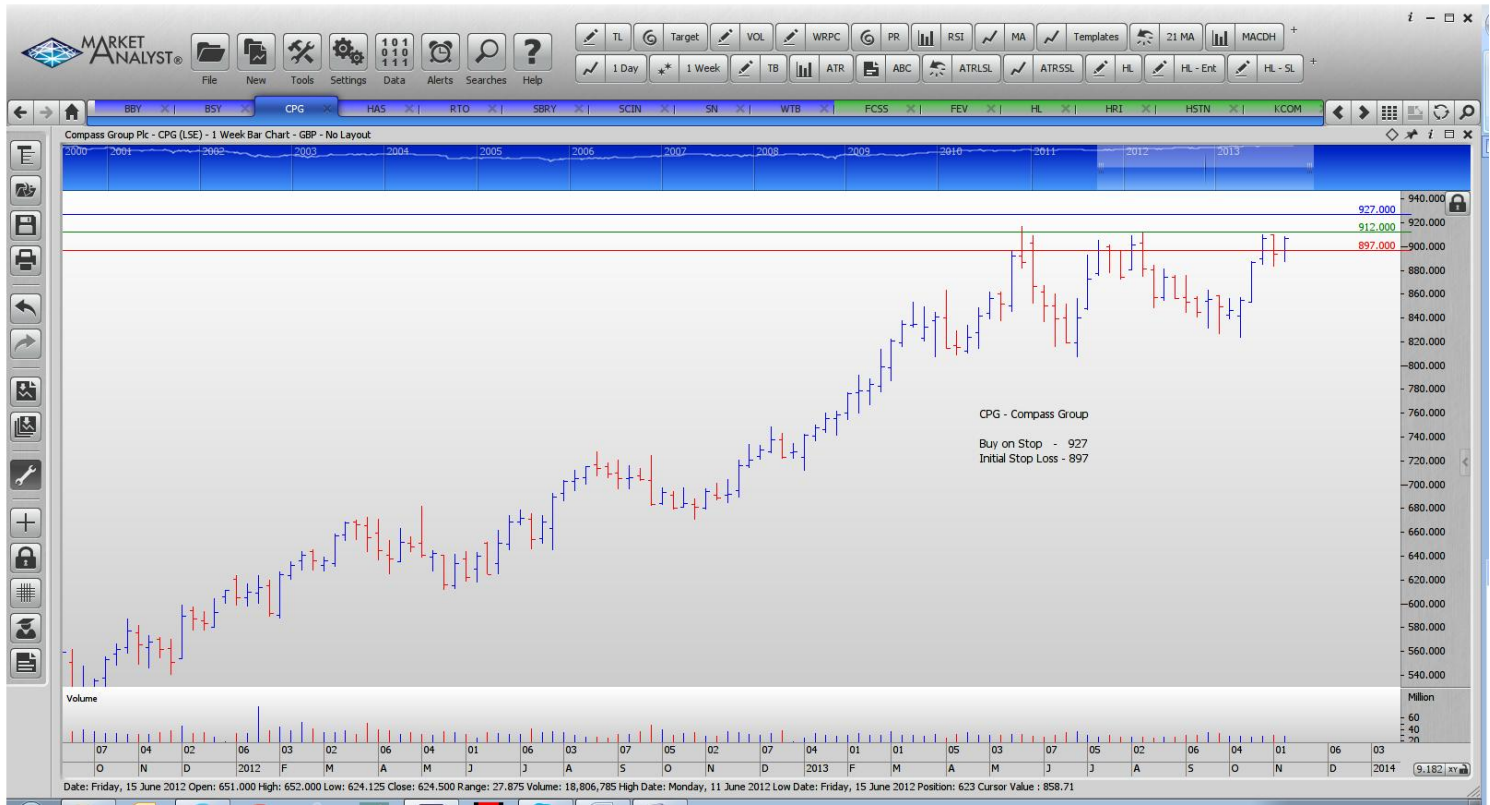 i
MARKET ANALYST®
File New Tools Settings Data Alerts Searches Help
101
010
111
TL Target VOL WRPC PR RSI MA Templates 21 MA MACDH +
1 Day 1 Week TB ATR ABC ATRLSL ATRSSL HL HL - Ent HL - SL +
BBY BSY CPG HAS RTO SBRY SCIN SN WTB FCSS FEV HL HRI HSTN KCOM
Compass Group Plc - CPG (LSE) - 1 Week Bar Chart - GBP - No Layout
i
2000 2001 2002 2003 2004 2005 2006 2007 2008 2009 2010 2011 2012 2013
940.000
927.000
920.000
912.000
900.000
897.000
880.000
860.000
840.000
820.000
800.000
780.000
760.000
CPG - Compass Group
740.000
Buy on Stop - 927
Initial Stop Loss - 897
720.000
700.000
680.000
660.000
640.000
620.000
600.000
580.000
560.000
540.000
Volume
Million
60
40
20
07 04 02 06 03 02 06 04 01 06 03 07 05 02 07 04 01 01 05 03 07 05 02 06 04 01 06 03
O N D 2012 F M A M J J A S O N D 2013 F M A M J J A S O N D 2014
9.182 XY
Date: Friday, 15 June 2012 Open: 651.000 High: 652.000 Low: 624.125 Close: 624.500 Range: 27.875 Volume: 18,806,785 High Date: Monday, 11 June 2012 Low Date: Friday, 15 June 2012 Position: 623 Cursor Value : 858.71